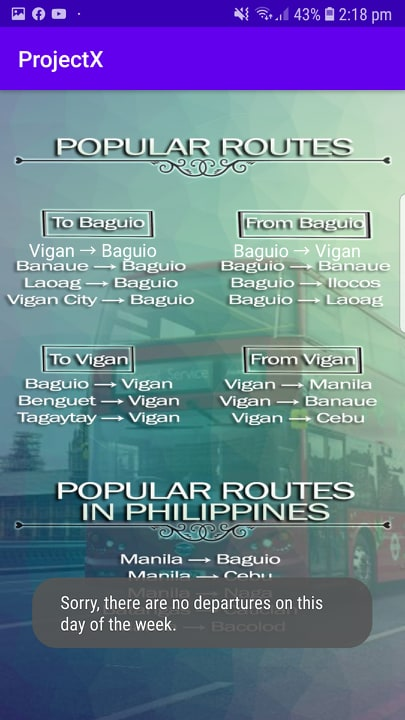 43% 2:18 pm
ProjectX
POPULAR ROUTES
To Baguio
Vigan → Baguio
Banaue → Baguio
Laoag → Baguio
Vigan City → Baguio
From Baguio
Baguio → Vigan
Baguio → Banaue
Baguio → Ilocos
Baguio → Laoag
To Vigan
Baguio → Vigan
Benguet → Vigan
Tagaytay → Vigan
From Vigan
Vigan → Manila
Vigan → Banaue
Vigan → Cebu
POPULAR ROUTES
IN PHILIPPINES
Manila → Baguio
Manila → Cebu
Manila → Naga
Sorry, there are no departures on this
day of the week.
→ Bacolod